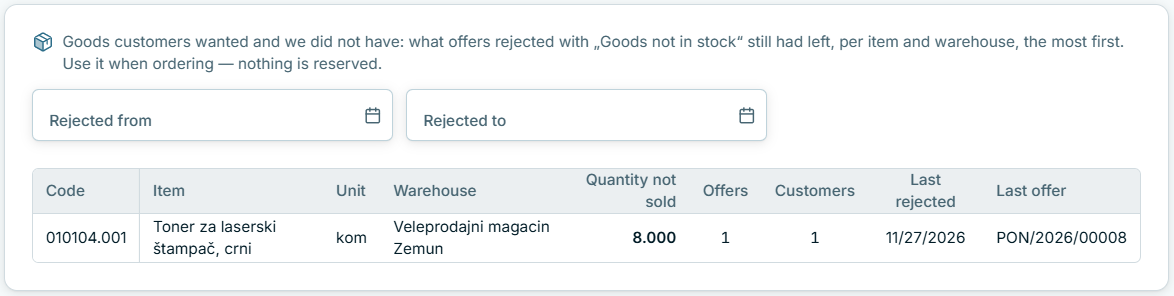 Goods customers wanted and we did not have: what offers rejected with „Goods not in stock“ still had left, per item and warehouse, the most first.
Use it when ordering — nothing is reserved.
Rejected from
Rejected to
Code Item Unit Warehouse Quantity not sold Offers Customers Last rejected Last offer
010104.001 Toner za laserski štampač, crni kom Veleprodajni magacin Zemun 8.000 1 1 11/27/2026 PON/2026/00008